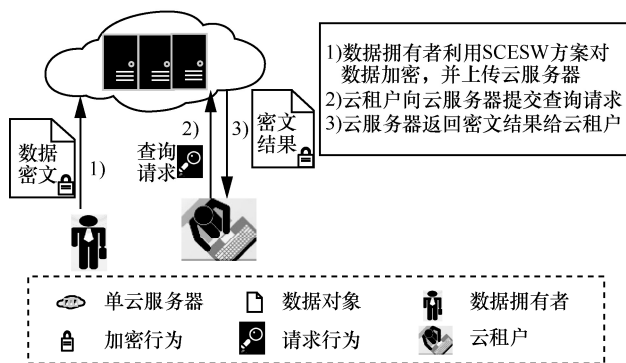 1)数据拥有者利用SCESW方案对
数据加密，并上传云服务器
2)云租户向云服务器提交查询请求
3)云服务器返回密文结果给云租户
数据
密文
1)
2)
查询
请求
3)
密文
结果
单云服务器
数据对象
数据拥有者
加密行为
请求行为
云租户